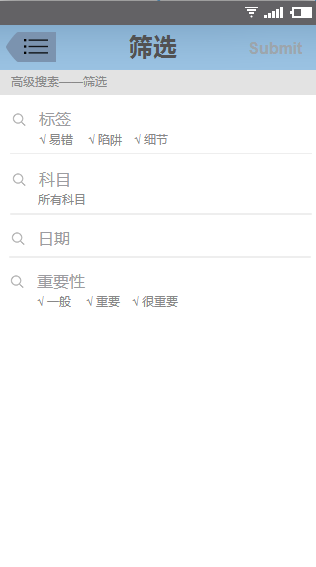 筛选 Submit
高级搜索——筛选
标签
√ 易错 √ 陷阱 √ 细节
科目
所有科目
日期
重要性
√ 一般 √ 重要 √ 很重要